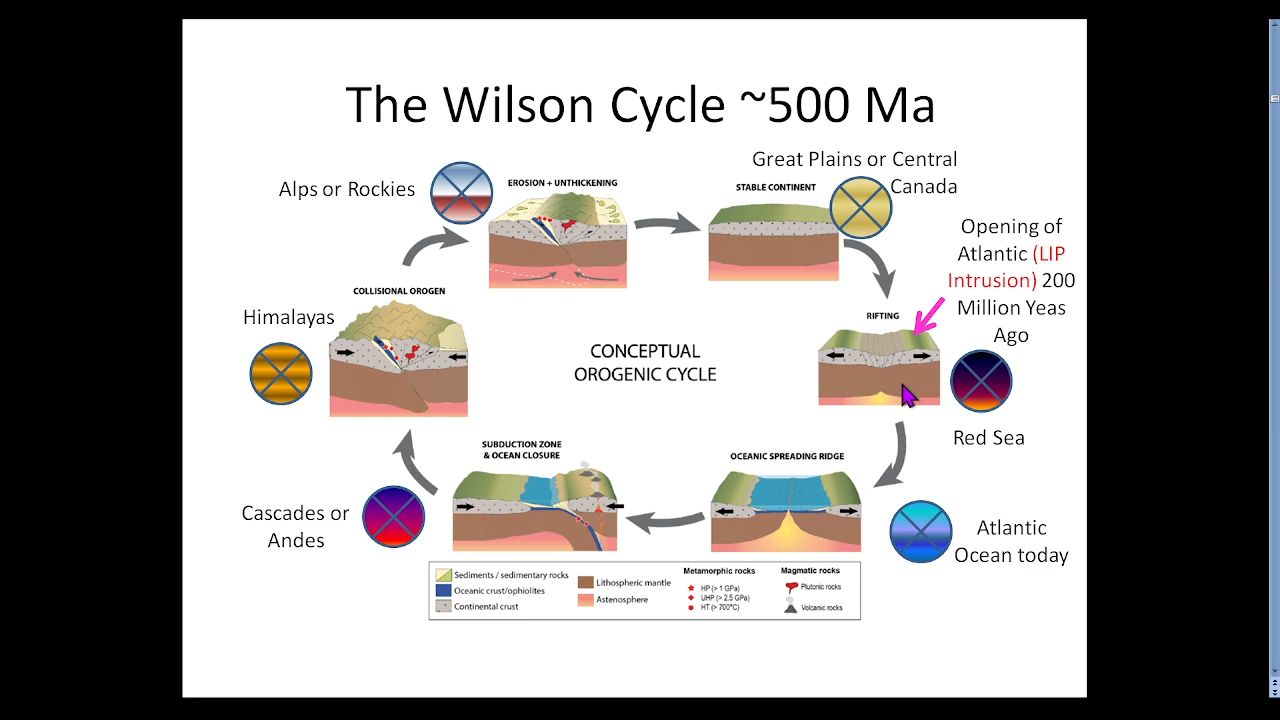 The Wilson Cycle ~500 Ma
Great Plains or Central
Canada
Alps or Rockies
EROSION + UNTHICKENING
STABLE CONTINENT
Opening of
Atlantic (LIP
Intrusion) 200
Million Yeas
Ago
COLLISIONAL OROGEN
Himalayas
RIFTING
CONCEPTUAL
OROGENIC CYCLE
Red Sea
SUBDUCTION ZONE
& OCEAN CLOSURE
OCEANIC SPREADING RIDGE
Cascades or
Andes
Atlantic
Ocean today
Sediments / sedimentary rocks
Oceanic crust/ophiolites
Continental crust
Lithospheric mantle
Astenosphere
Metamorphic rocks
HP (> 1 GPa)
UHP (> 2.5 GPa)
HT (> 700°C)
Magmatic rocks
Plutonic rocks
Volcanic rocks